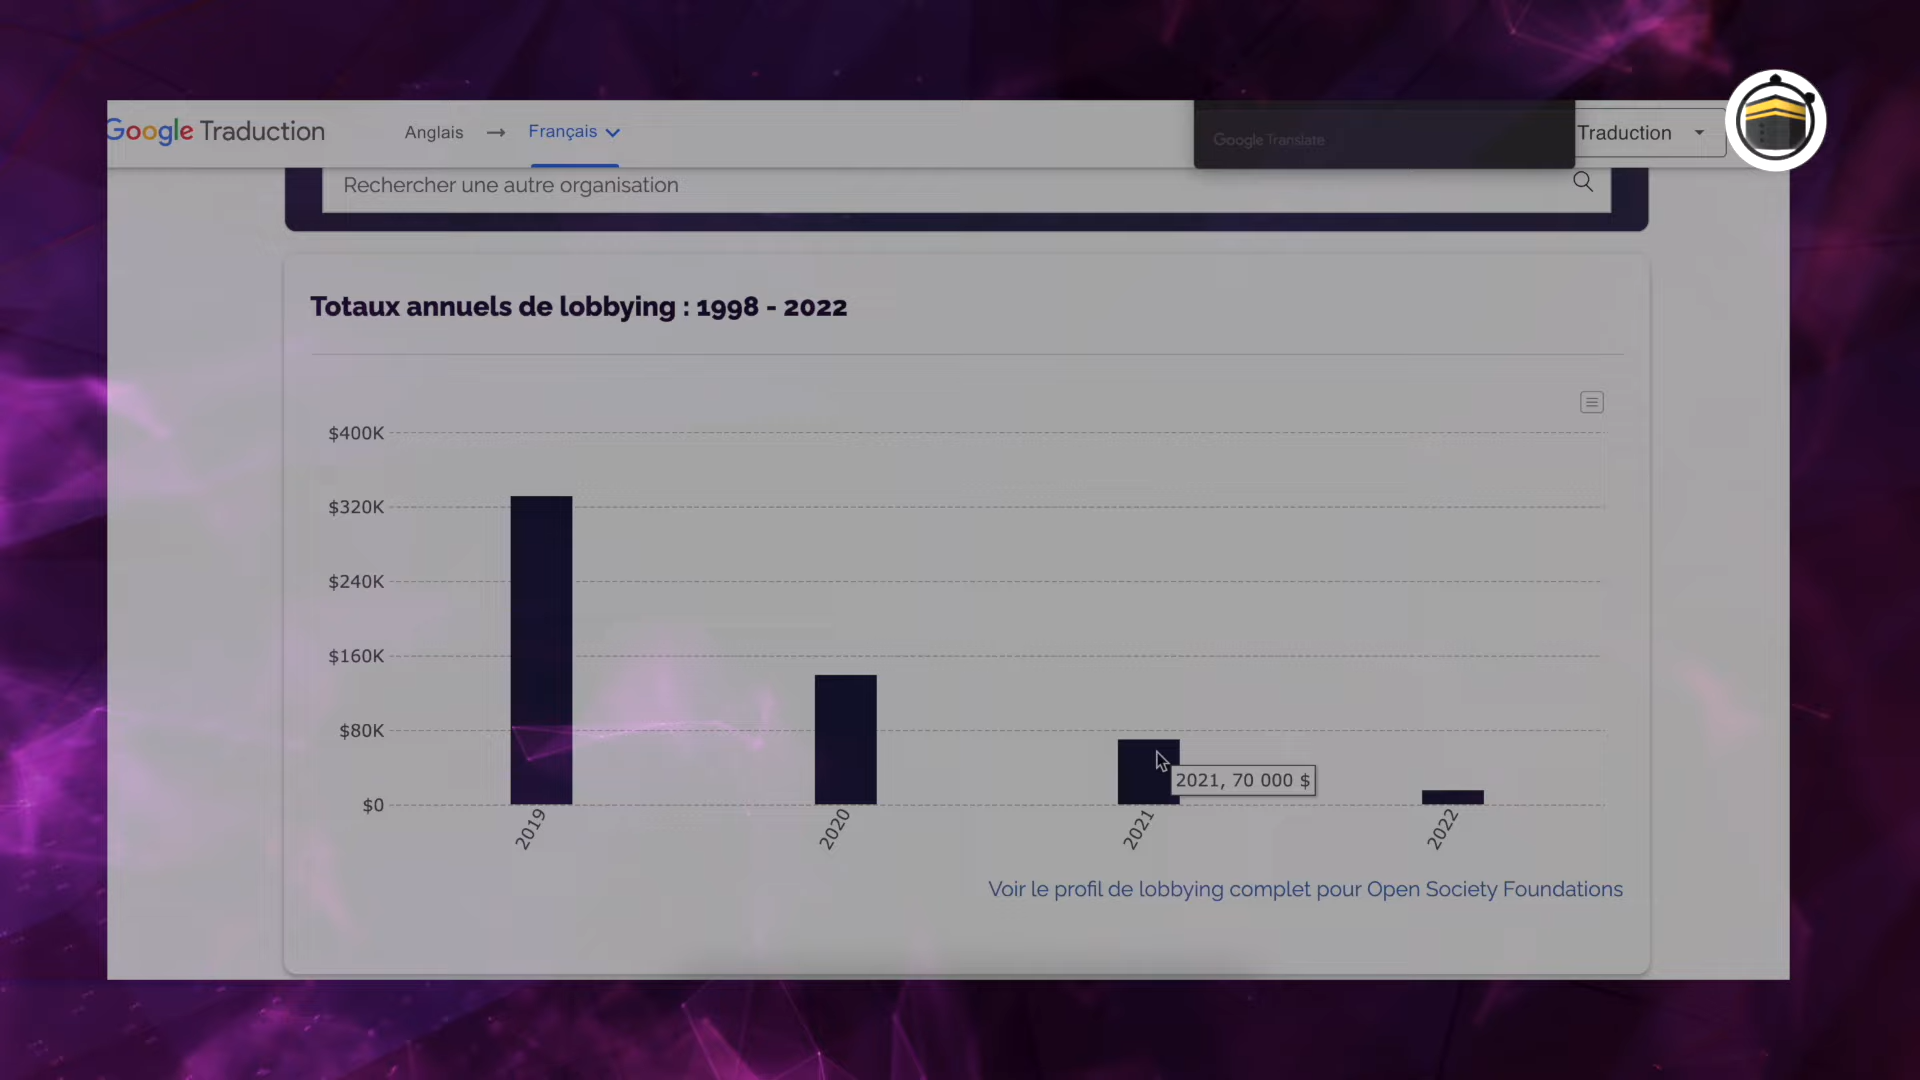 Google Traduction
Anglais → Français
Google Translate
Traduction
Rechercher une autre organisation
Totaux annuels de lobbying : 1998 - 2022
$400K
$320K
$240K
$160K
$80K
$0
2021, 70 000 $
2019
2020
2021
2022
Voir le profil de lobbying complet pour Open Society Foundations